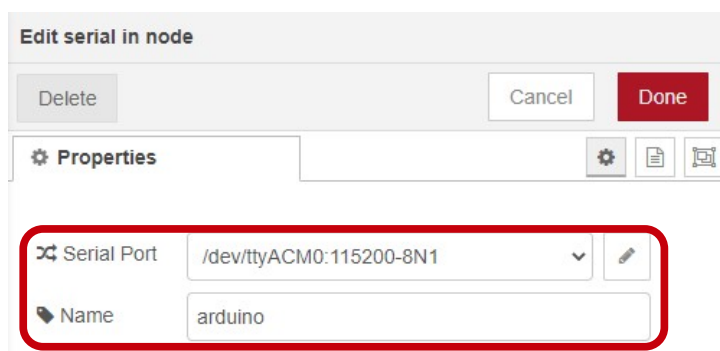 Edit serial in node
Delete Cancel Done
Properties
Serial Port /dev/ttyACM0:115200-8N1
Name arduino